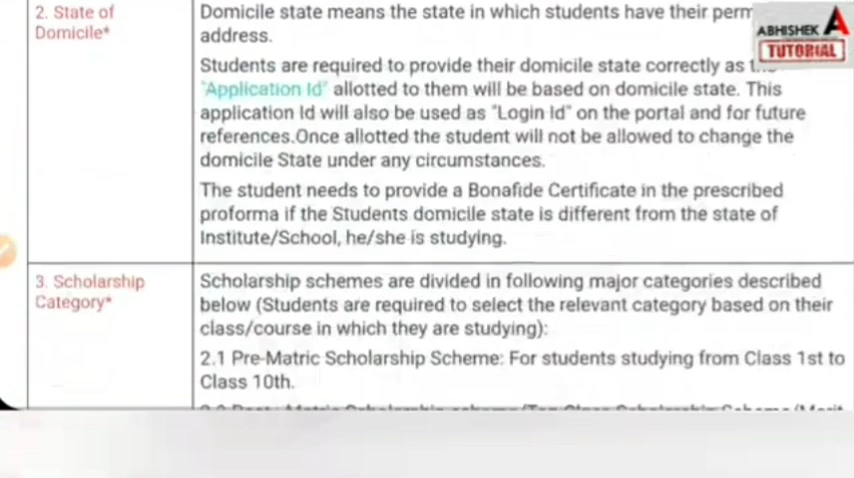 2. State of
Domicile*
Domicile state means the state in which students have their
address.
Students are required to provide their domicile state correctly as
"Application Id" allotted to them will be based on domicile state. This
application Id will also be used as "Login Id" on the portal and for future
references.Once allotted the student will not be allowed to change the
domicile State under any circumstances.
The student needs to provide a Bonafide Certificate in the prescribed
proforma if the Students domicile state is different from the state of
Institute/School, he/she is studying.
3. Scholarship
Category*
Scholarship schemes are divided in following major categories described
below (Students are required to select the relevant category based on their
class/course in which they are studying):
2.1 Pre-Matric Scholarship Scheme: For students studying from Class 1st to
Class 10th.
ABHISHEK A
TUTORIAL